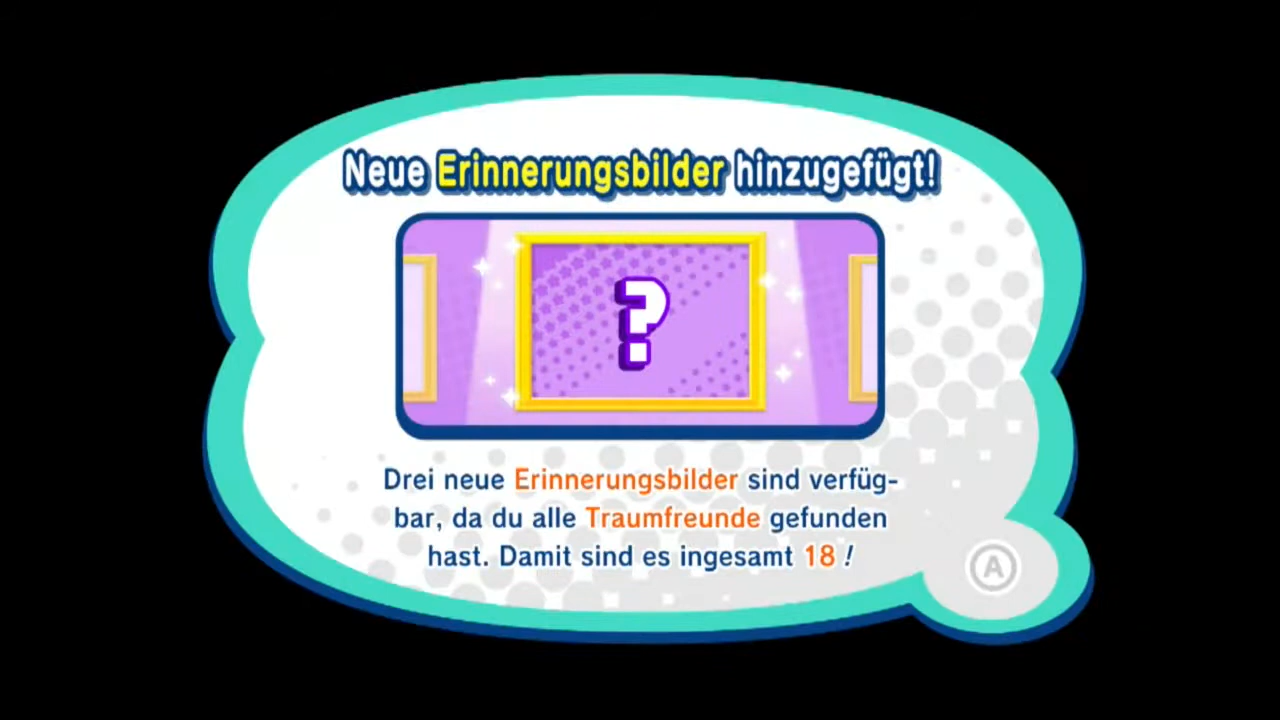 Neue Erinnerungsbilder hinzugefügt!
?
Drei neue Erinnerungsbilder sind verfüg-
bar, da du alle Traumfreunde gefunden
hast. Damit sind es ingesamt 18 !
A